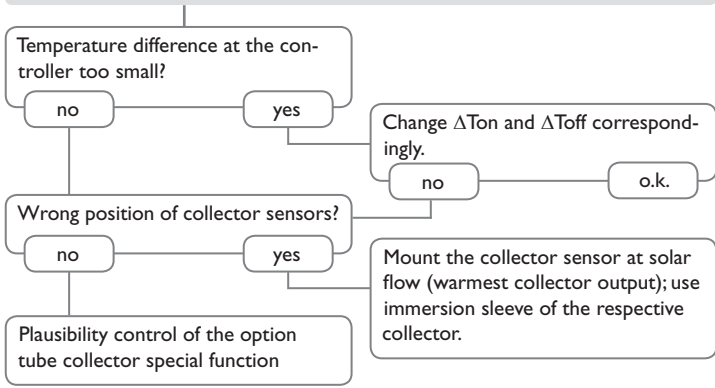 Temperature difference at the con-
troller too small?
no
yes
Change ΔTon and ΔToff correspond-
ingly.
no
o.k.
Wrong position of collector sensors?
no
yes
Mount the collector sensor at solar
flow (warmest collector output); use
immersion sleeve of the respective
collector.
Plausibility control of the option
tube collector special function